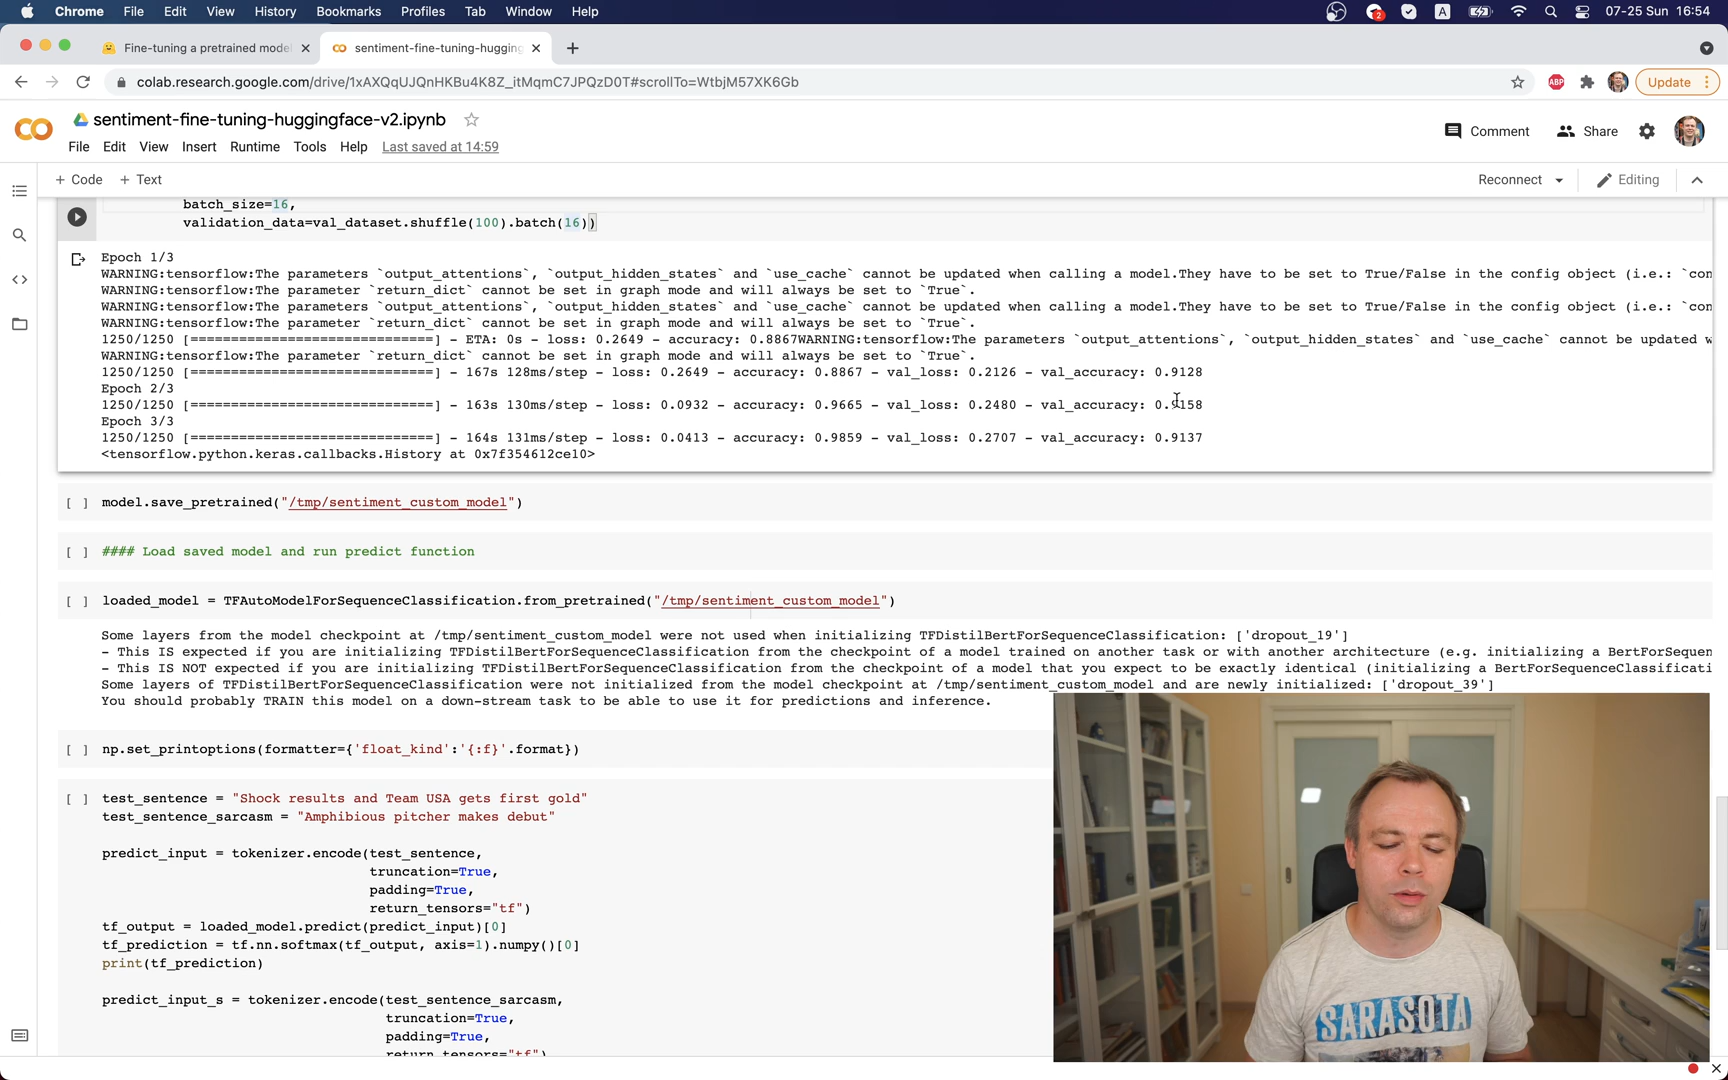 Chrome File Edit View History Bookmarks Profiles Tab Window Help
2 A 07-25 Sun 16:54
Fine-tuning a pretrained mode
sentiment-fine-tuning-hugging
colab.research.google.com/drive/1xAXQqUJQnHKBu4K8Z_itMqmC7JPQzD0T#scrollTo=WtbjM57XK6Gb
ABP
Update
sentiment-fine-tuning-huggingface-v2.ipynb
File Edit View Insert Runtime Tools Help Last saved at 14:59
Comment Share
+ Code + Text
Reconnect Editing
batch_size=16,
validation_data=val_dataset.shuffle(100).batch(16))
Epoch 1/3
WARNING:tensorflow:The parameters `output_attentions`, `output_hidden_states` and `use_cache` cannot be updated when calling a model.They have to be set to True/False in the config object (i.e.: `con
WARNING:tensorflow:The parameter `return_dict` cannot be set in graph mode and will always be set to `True`.
WARNING:tensorflow:The parameters `output_attentions`, `output_hidden_states` and `use_cache` cannot be updated when calling a model.They have to be set to True/False in the config object (i.e.: `con
WARNING:tensorflow:The parameter `return_dict` cannot be set in graph mode and will always be set to `True`.
1250/1250 [==============================] - ETA: 0s - loss: 0.2649 - accuracy: 0.8867WARNING:tensorflow:The parameters `output_attentions`, `output_hidden_states` and `use_cache` cannot be updated w
WARNING:tensorflow:The parameter `return_dict` cannot be set in graph mode and will always be set to `True`.
1250/1250 [==============================] - 167s 128ms/step - loss: 0.2649 - accuracy: 0.8867 - val_loss: 0.2126 - val_accuracy: 0.9128
Epoch 2/3
1250/1250 [==============================] - 163s 130ms/step - loss: 0.0932 - accuracy: 0.9665 - val_loss: 0.2480 - val_accuracy: 0.9158
Epoch 3/3
1250/1250 [==============================] - 164s 131ms/step - loss: 0.0413 - accuracy: 0.9859 - val_loss: 0.2707 - val_accuracy: 0.9137
<tensorflow.python.keras.callbacks.History at 0x7f354612ce10>
[ ] model.save_pretrained("/tmp/sentiment_custom_model")
[ ] #### Load saved model and run predict function
[ ] loaded_model = TFAutoModelForSequenceClassification.from_pretrained("/tmp/sentiment_custom_model")
Some layers from the model checkpoint at /tmp/sentiment_custom_model were not used when initializing TFDistilBertForSequenceClassification: ['dropout_19']
- This IS expected if you are initializing TFDistilBertForSequenceClassification from the checkpoint of a model trained on another task or with another architecture (e.g. initializing a BertForSequen
- This IS NOT expected if you are initializing TFDistilBertForSequenceClassification from the checkpoint of a model that you expect to be exactly identical (initializing a BertForSequenceClassificati
Some layers of TFDistilBertForSequenceClassification were not initialized from the model checkpoint at /tmp/sentiment_custom_model and are newly initialized: ['dropout_39']
You should probably TRAIN this model on a down-stream task to be able to use it for predictions and inference.
[ ] np.set_printoptions(formatter={'float_kind':'{:f}'.format})
[ ] test_sentence = "Shock results and Team USA gets first gold"
test_sentence_sarcasm = "Amphibious pitcher makes debut"
predict_input = tokenizer.encode(test_sentence,
truncation=True,
padding=True,
return_tensors="tf")
tf_output = loaded_model.predict(predict_input)[0]
tf_prediction = tf.nn.softmax(tf_output, axis=1).numpy()[0]
print(tf_prediction)
predict_input_s = tokenizer.encode(test_sentence_sarcasm,
truncation=True,
padding=True,
return_tensors="tf")
SARASOTA